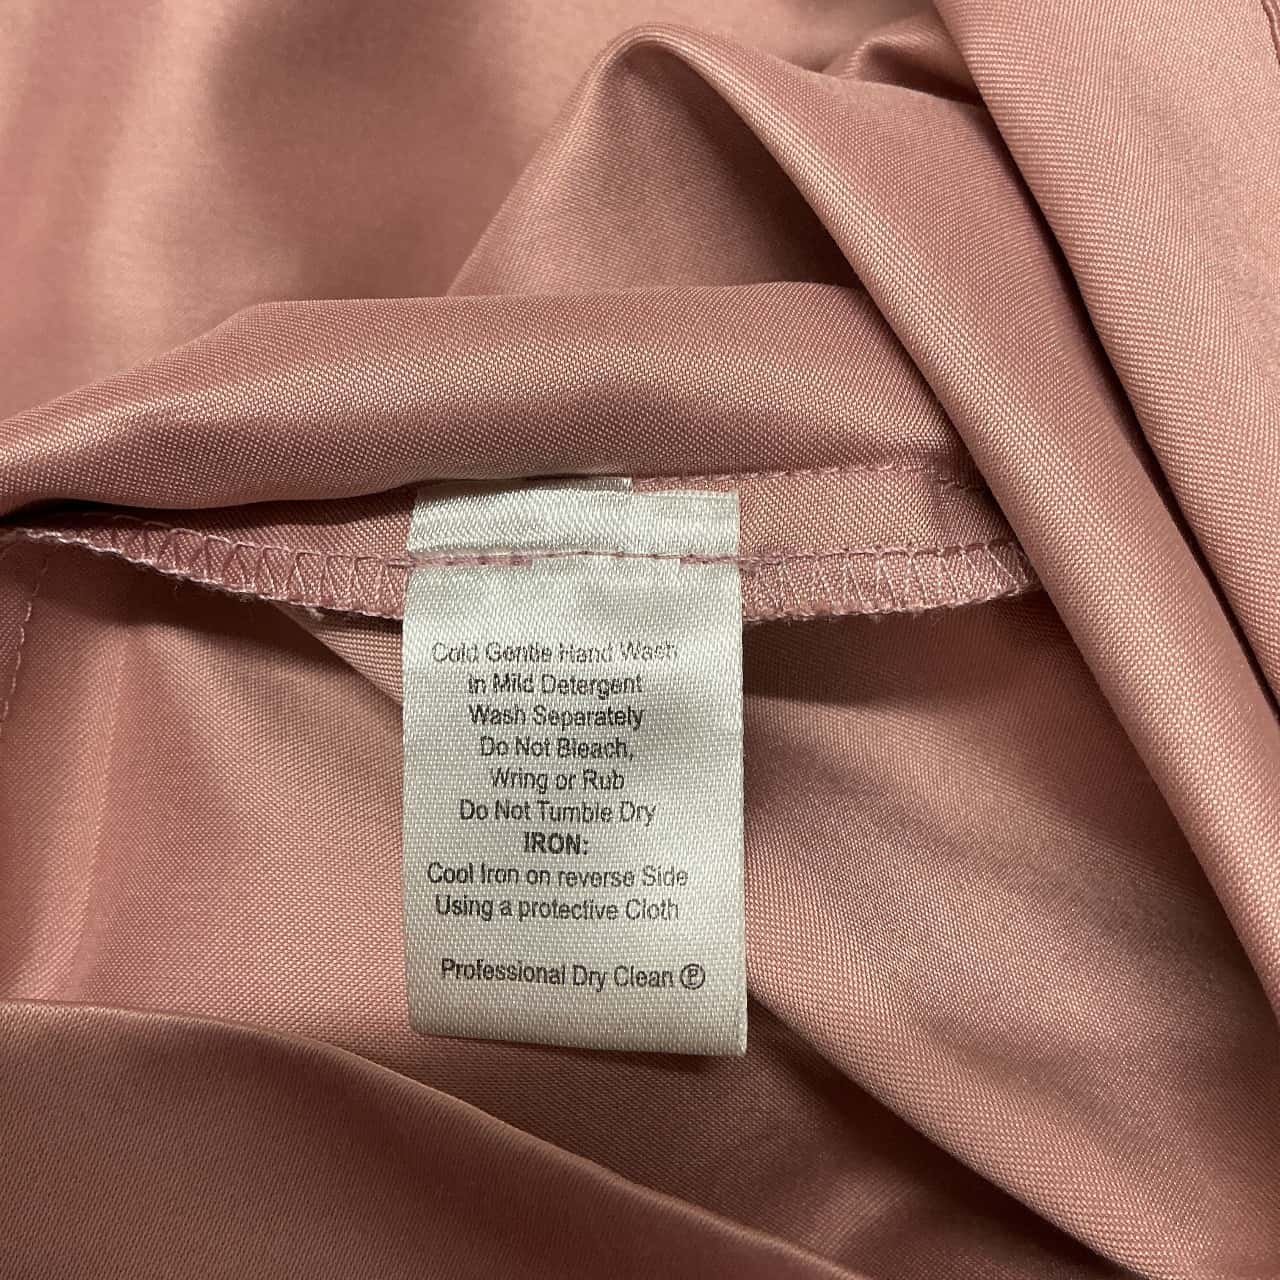 Cold Gentle Hand Wash
in Mild Detergent
Wash Separately
Do Not Bleach,
Wring or Rub
Do Not Tumble Dry
IRON:
Cool Iron on reverse Side
Using a protective Cloth
Professional Dry Clean Ⓟ